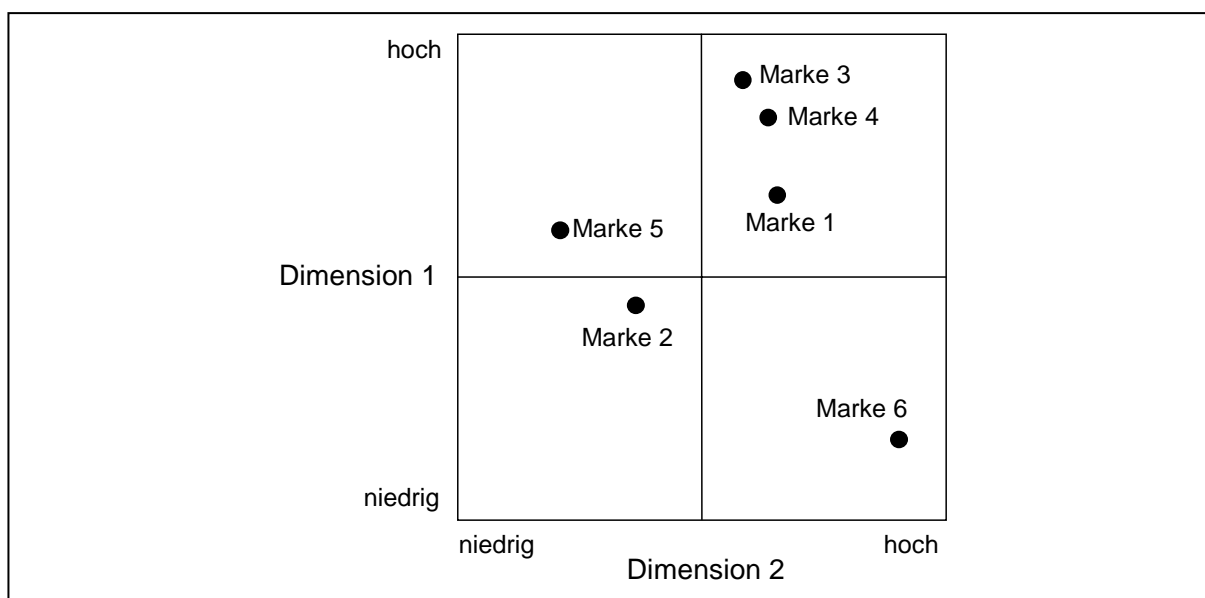 hoch
Marke 3
Marke 4
Marke 1
Marke 5
Dimension 1
Marke 2
Marke 6
niedrig
niedrig
hoch
Dimension 2